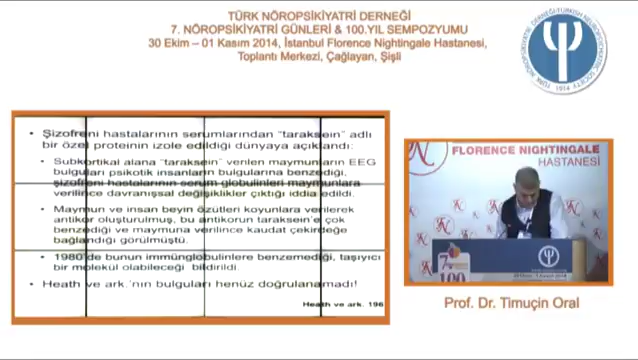 TÜRK NÖROPSİKİYATRİ DERNEĞİ
7. NÖROPSİKİYATRİ GÜNLERİ & 100.YIL SEMPOZYUMU
30 Ekim – 01 Kasım 2014, İstanbul Florence Nightingale Hastanesi,
Toplantı Merkezi, Çağlayan, Şişli
• Şizofreni hastalarının serumlarından "taraksein" adlı
bir özel proteinin izole edildiği dünyaya açıklandı:
• Subkortikal alana "taraksein" verilen maymunların EEG
bulguları psikotik insanların bulgularına benzediği,
şizofreni hastalarının serum globulinleri maymunlara
verilince davranışsal değişiklikler çıktığı iddia edildi.
• Maymun ve insan beyin özütleri koyunlara verilerek
antikor oluşturulmuş, bu antikorun taraksein'e çok
benzediği ve maymuna verilince kaudat çekirdeğe
bağlandığı görülmüştü.
• 1980'de bunun immünglobulinlere benzemediği, taşıyıcı
bir molekül olabileceği bildirildi.
• Heath ve ark.'nın bulguları henüz doğrulanamadı!
Heath ve ark. 196
FLORENCE NIGHTINGALE
HASTANESİ
100
Prof. Dr. Timuçin Oral